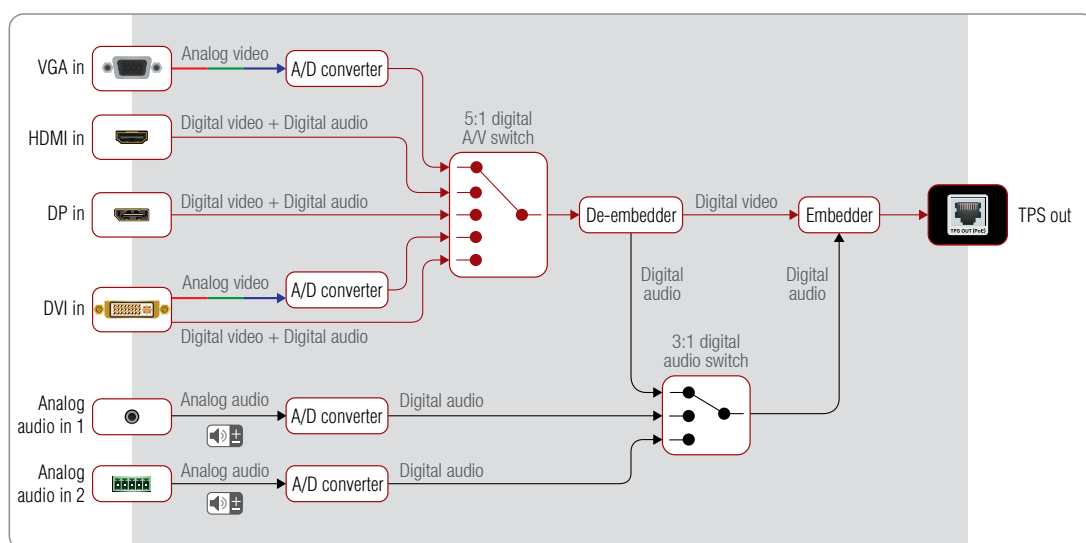 VGA in
Analog video
A/D converter
5:1 digital
A/V switch
HDMI in
Digital video + Digital audio
DP in
Digital video + Digital audio
De-embedder
Digital video
Embedder
TPS OUT (PoE)
TPS out
DVI in
Analog video
A/D converter
Digital video + Digital audio
Digital
audio
Digital
audio
3:1 digital
audio switch
Analog
audio in 1
Analog audio
A/D converter
Digital audio
Analog
audio in 2
Analog audio
A/D converter
Digital audio